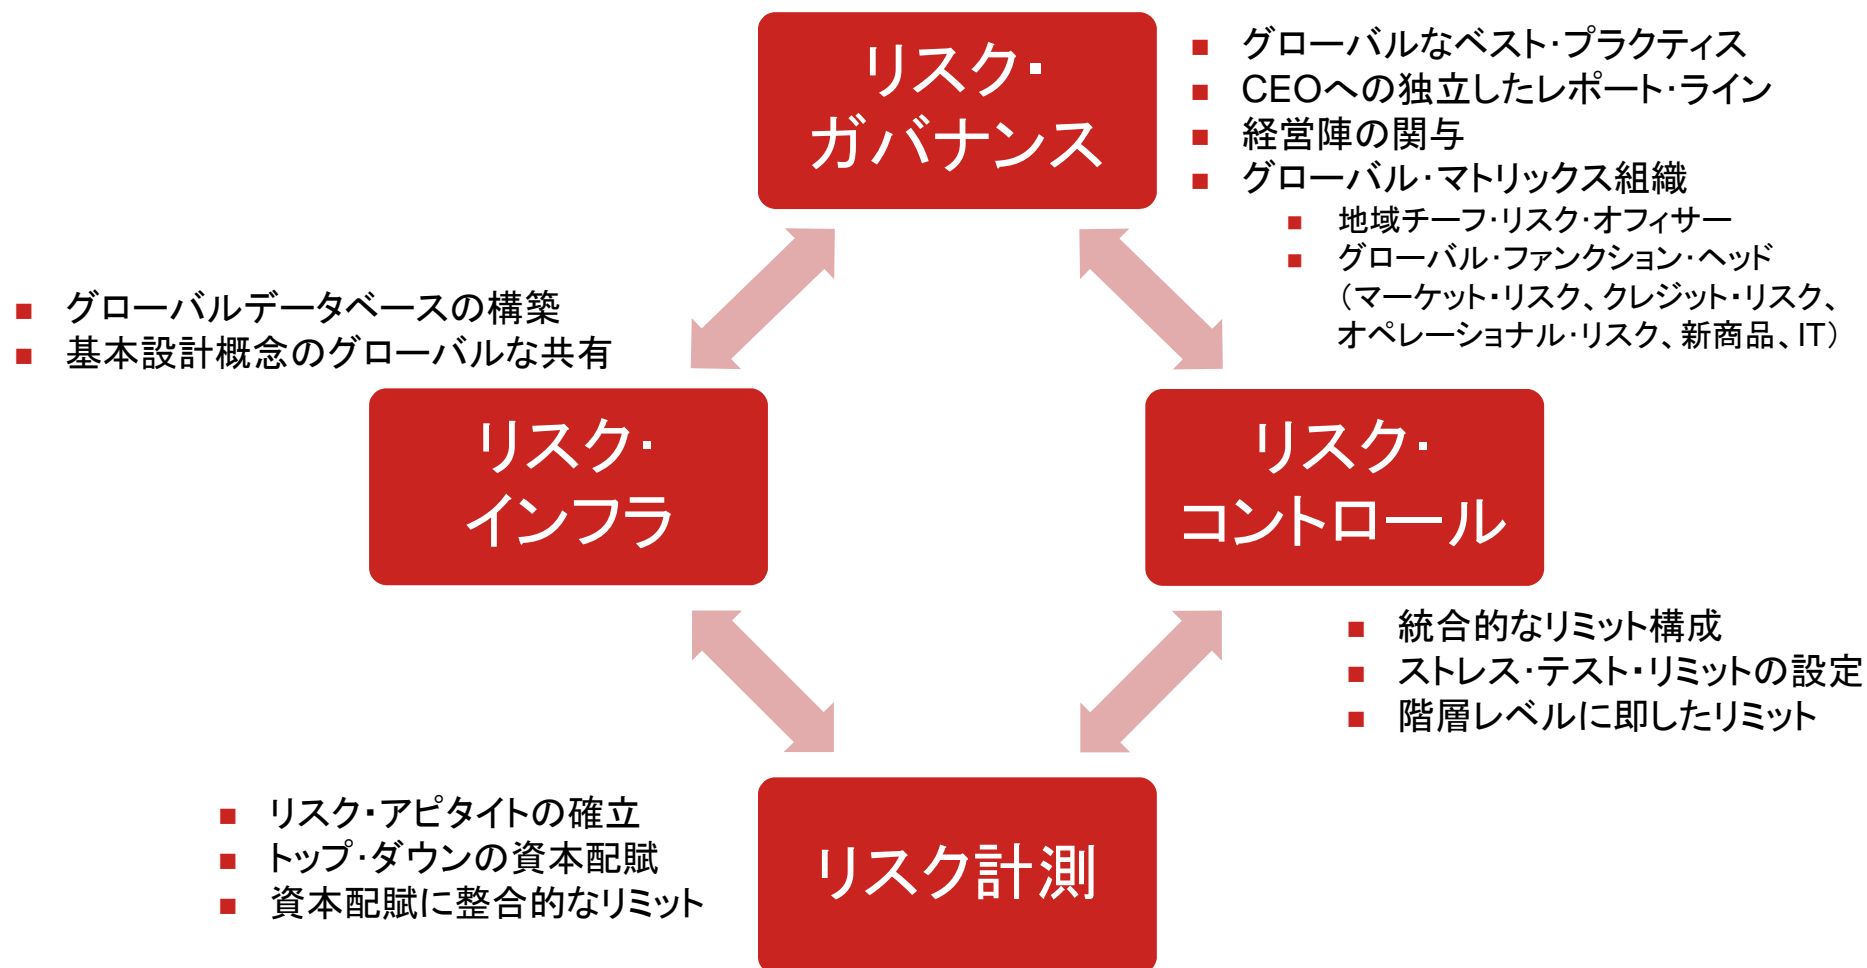 リスク・
ガバナンス
■ グローバルなベスト・プラクティス
■ CEOへの独立したレポート・ライン
■ 経営陣の関与
■ グローバル・マトリックス組織
■ 地域チーフ・リスク・オフィサー
■ グローバル・ファンクション・ヘッド
（マーケット・リスク、クレジット・リスク、
オペレーショナル・リスク、新商品、IT）
■ グローバルデータベースの構築
■ 基本設計概念のグローバルな共有
リスク・
インフラ
リスク・
コントロール
■ 統合的なリミット構成
■ ストレス・テスト・リミットの設定
■ 階層レベルに即したリミット
■ リスク・アピタイトの確立
■ トップ・ダウンの資本配賦
■ 資本配賦に整合的なリミット
リスク計測